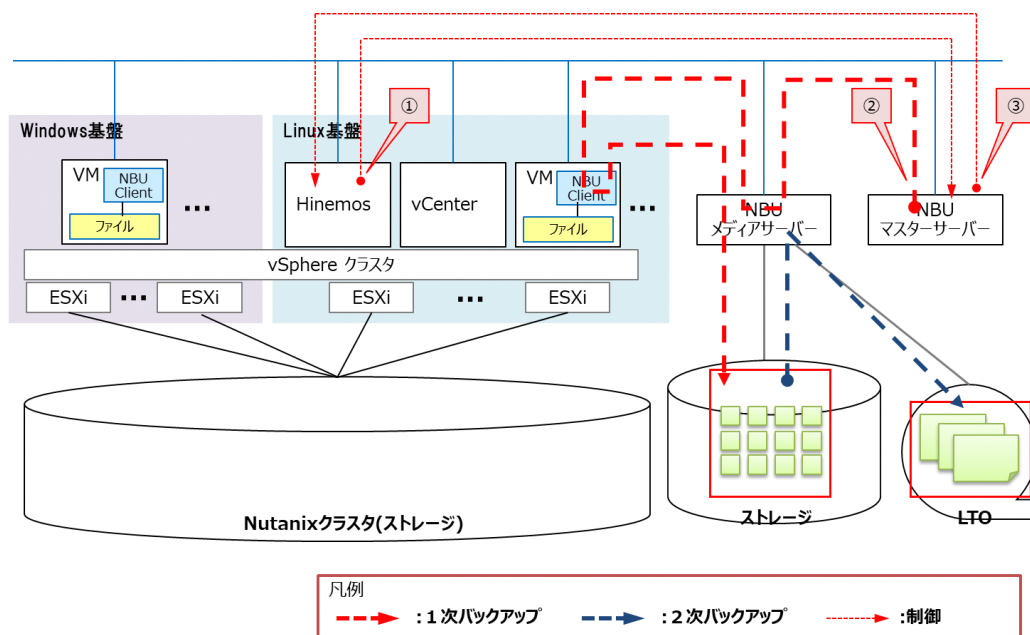 ①
②
③
Windows基盤
Linux基盤
VM
NBU
Client
ファイル
...
Hinemos
vCenter
VM
NBU
Client
ファイル
...
...
NBU
メディアサーバー
NBU
マスターサーバー
vSphere クラスタ
ESXi
...
ESXi
ESXi
...
ESXi
Nutanixクラスタ(ストレージ)
ストレージ
LTO
凡例
:１次バックアップ
:２次バックアップ
:制御